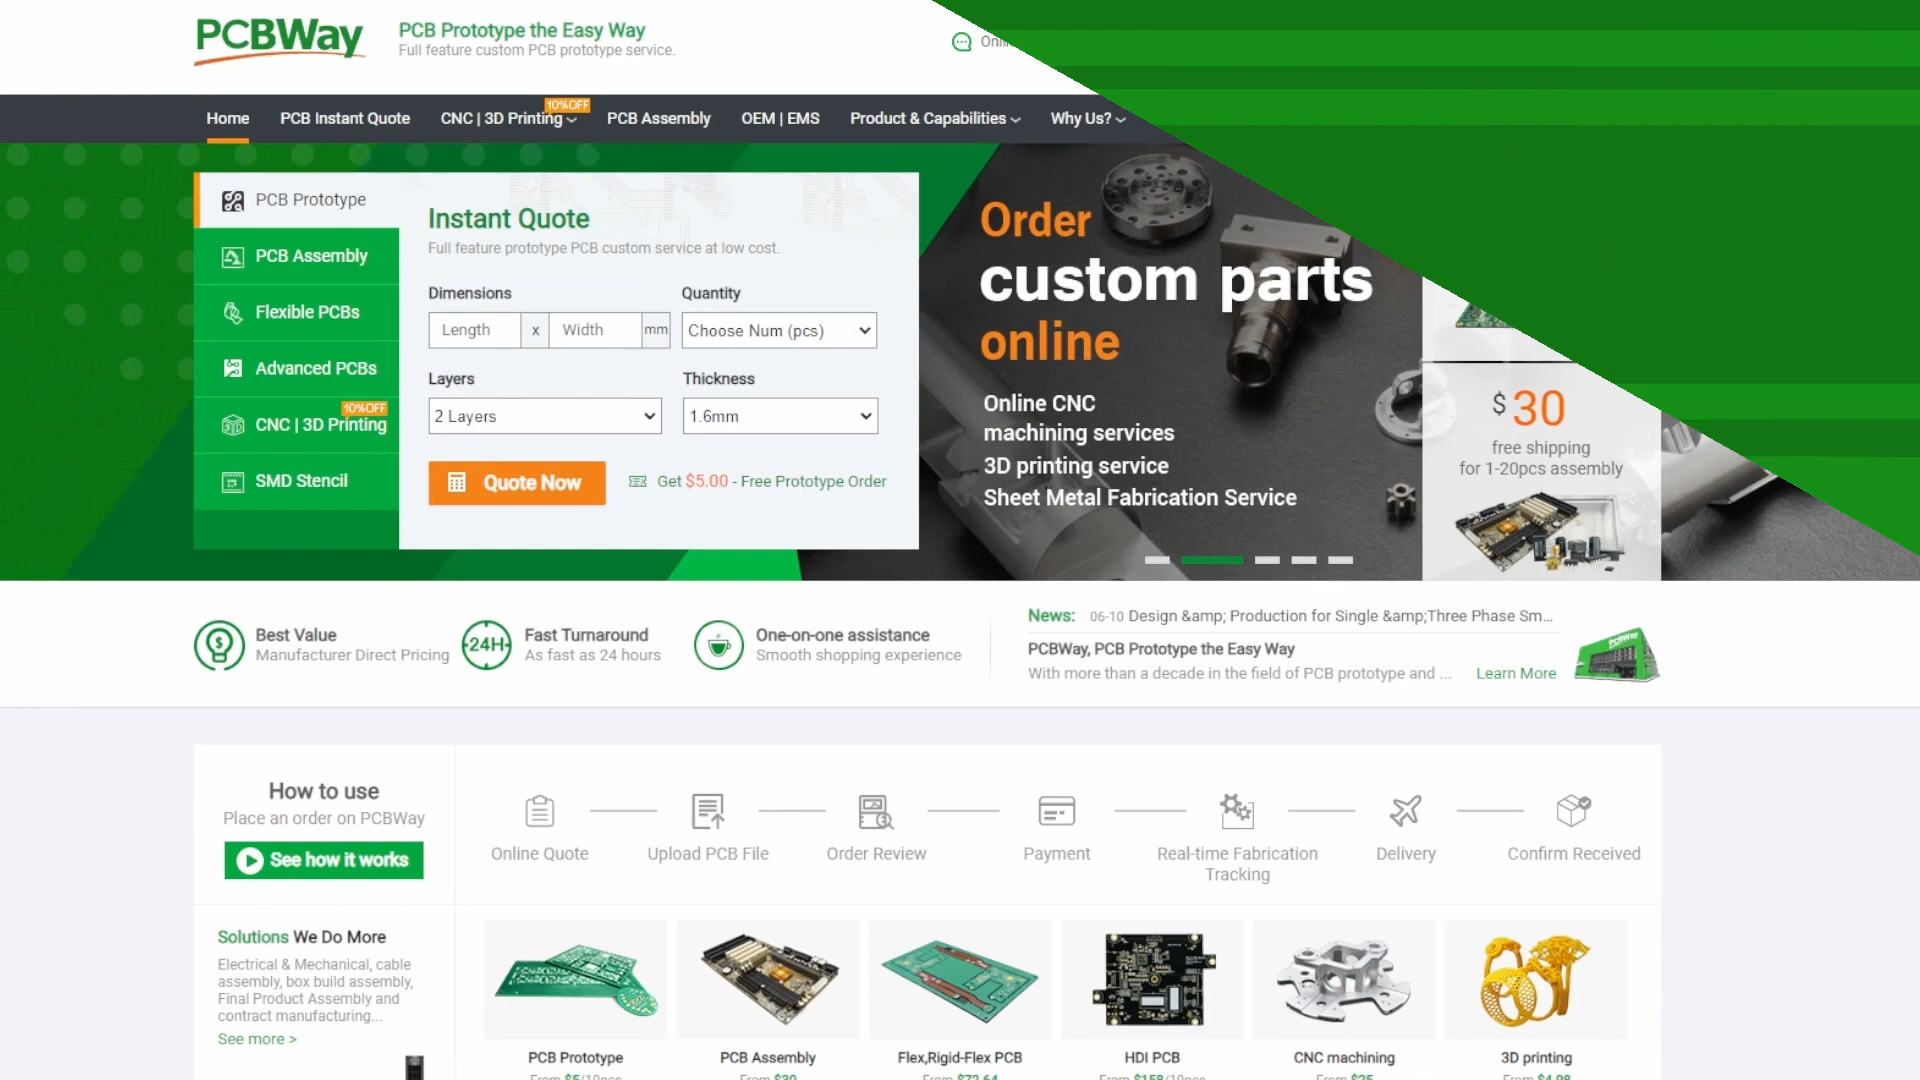 PCBWay
PCB Prototype the Easy Way
Full feature custom PCB prototype service.
Home PCB Instant Quote CNC | 3D Printing 10%OFF PCB Assembly OEM | EMS Product & Capabilities Why Us?
PCB Prototype
PCB Assembly
Flexible PCBs
Advanced PCBs
10%OFF
CNC | 3D Printing
SMD Stencil
Instant Quote
Full feature prototype PCB custom service at low cost.
Dimensions Quantity
Length x Width mm Choose Num (pcs)
Layers Thickness
2 Layers 1.6mm
Quote Now Get $5.00 - Free Prototype Order
Order
custom parts
online
Online CNC
machining services
3D printing service
Sheet Metal Fabrication Service
$30
free shipping
for 1-20pcs assembly
Best Value
Manufacturer Direct Pricing
24H
Fast Turnaround
As fast as 24 hours
One-on-one assistance
Smooth shopping experience
News: 06-10 Design &amp; Production for Single &amp;Three Phase Sm...
PCBWay, PCB Prototype the Easy Way
With more than a decade in the field of PCB prototype and ... Learn More
PCBWay
How to use
Place an order on PCBWay
See how it works
Online Quote
Upload PCB File
Order Review
Payment
Real-time Fabrication
Tracking
Delivery
Confirm Received
Solutions We Do More
Electrical & Mechanical, cable
assembly, box build assembly,
Final Product Assembly and
contract manufacturing...
See more >
PCB Prototype
PCB Assembly
Flex,Rigid-Flex PCB
HDI PCB
CNC machining
3D printing
From $5/10pcs
From $30
From $72.64
From $158/10pcs
From $25
From $4.98